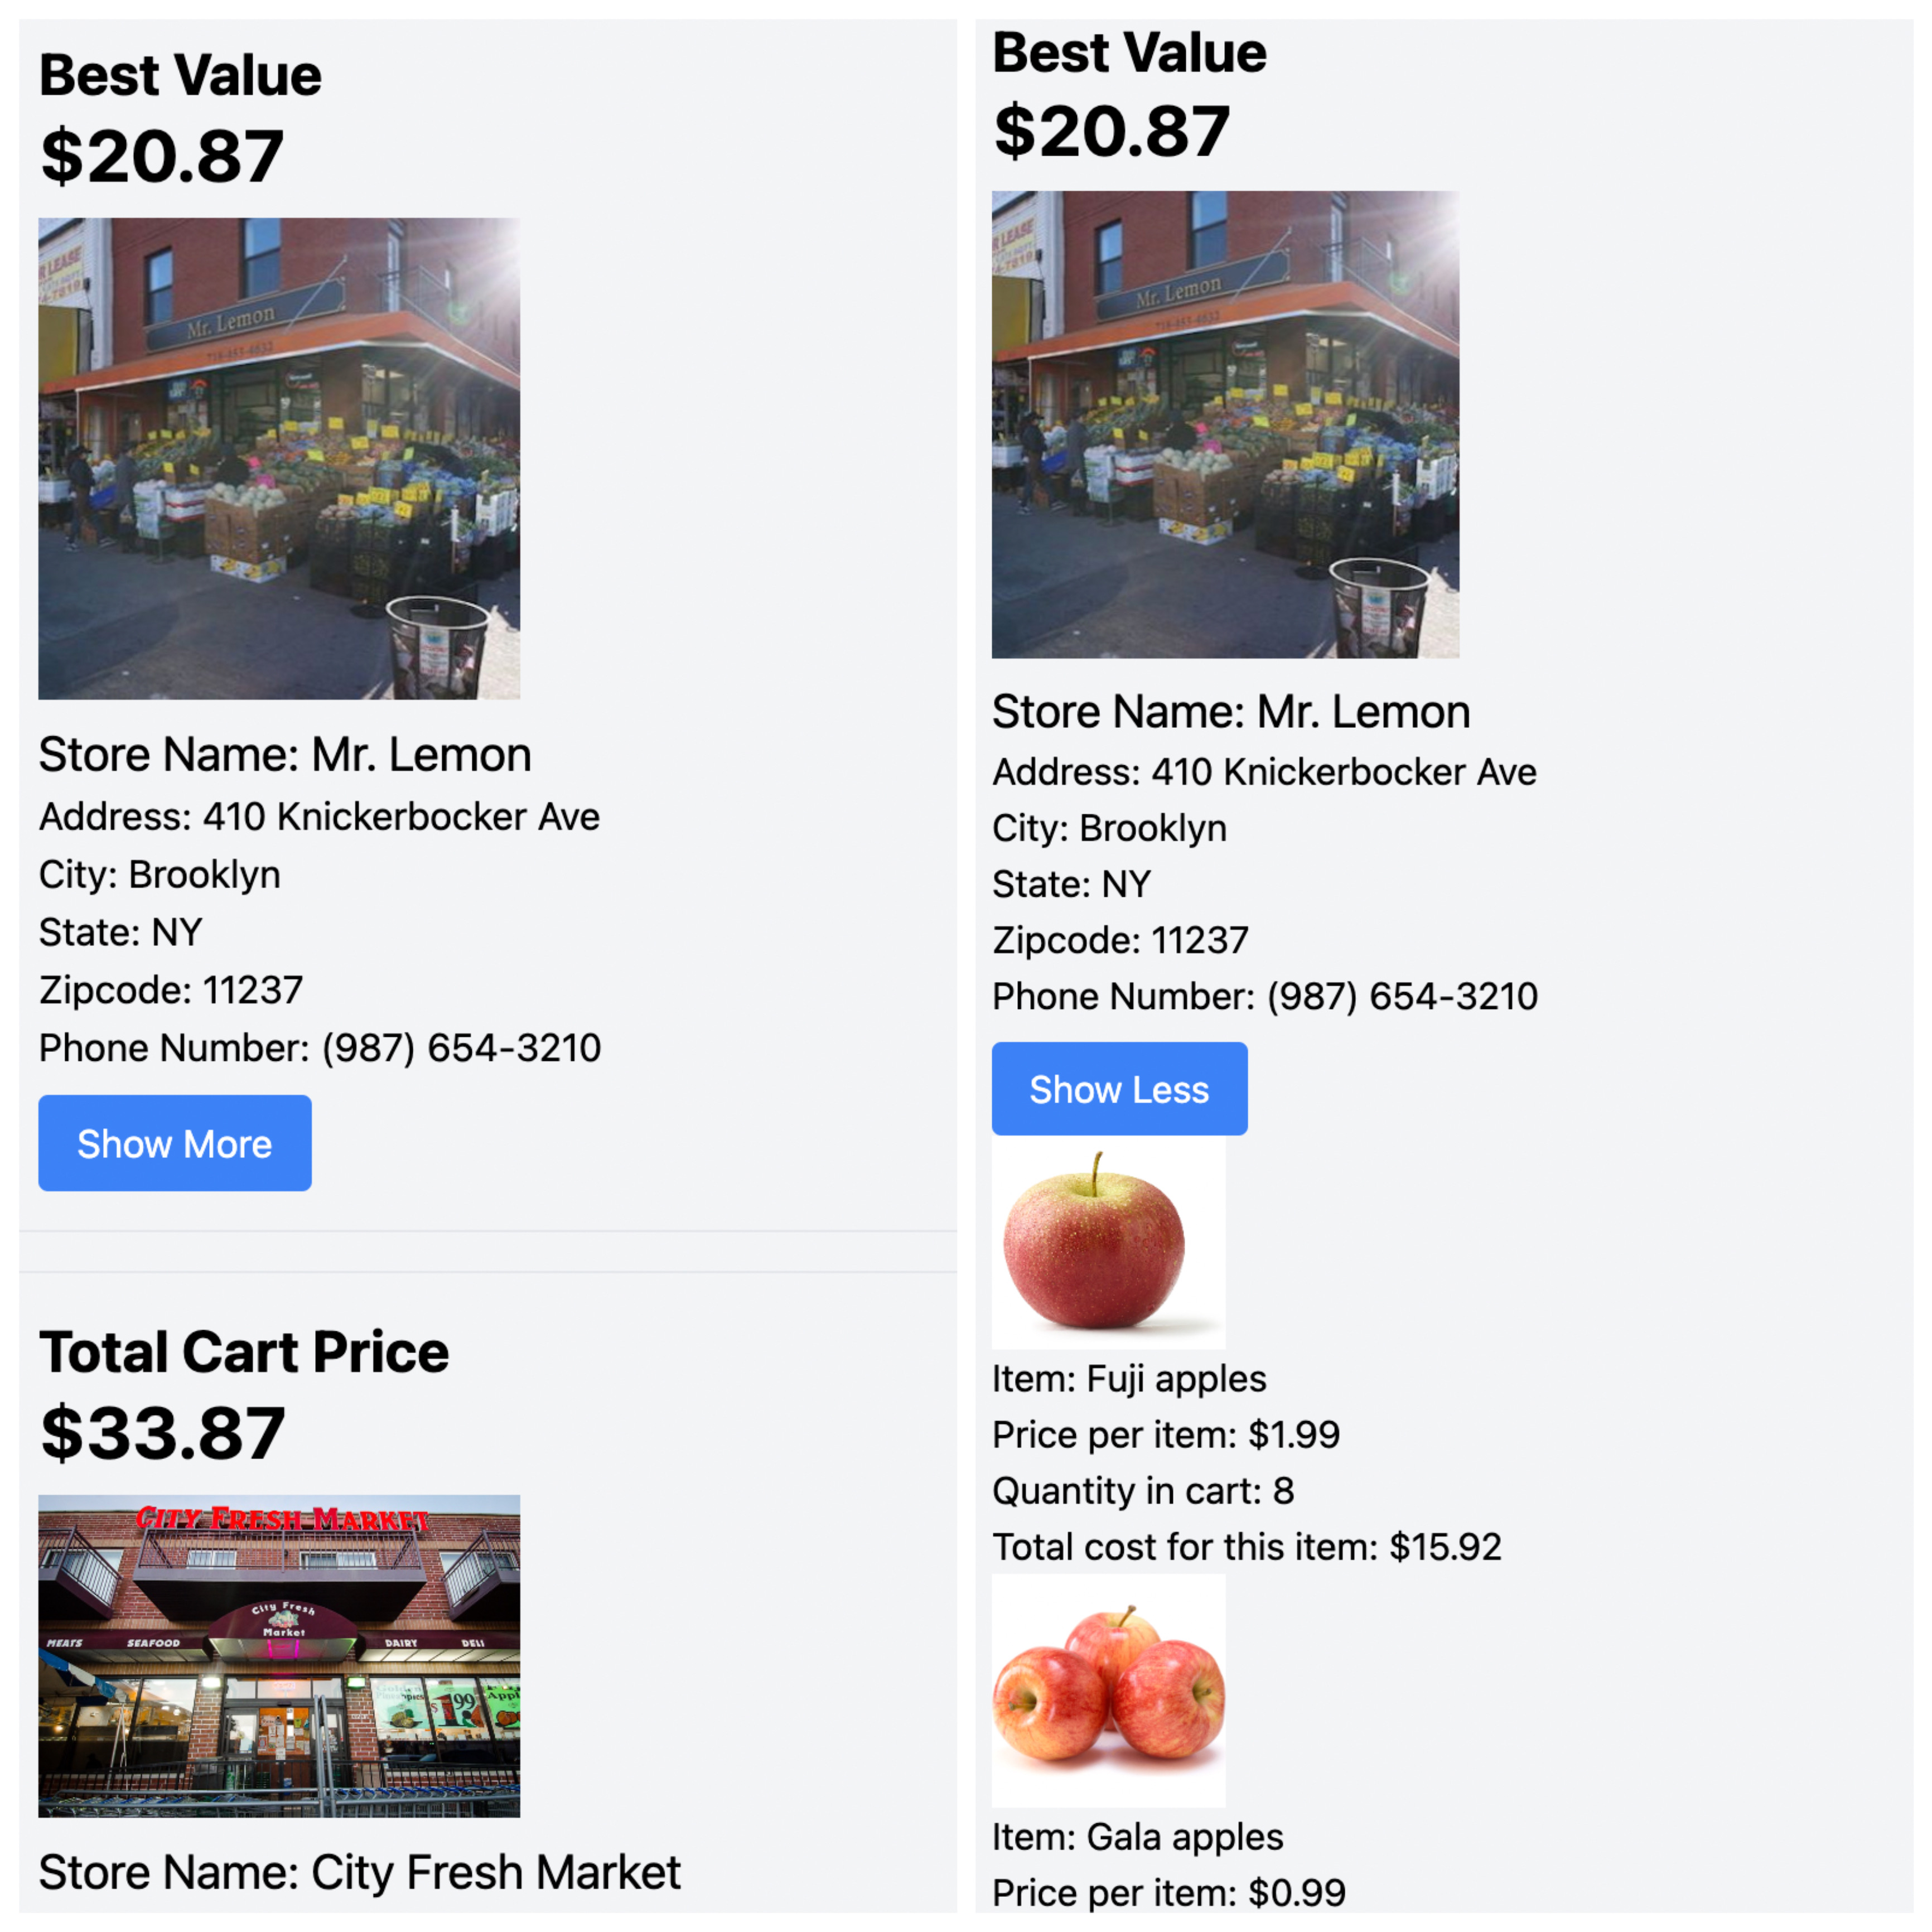 Best Value
$20.87
R LEASE
Mr. Lemon
Store Name: Mr. Lemon
Address: 410 Knickerbocker Ave
City: Brooklyn
State: NY
Zipcode: 11237
Phone Number: (987) 654-3210
Show More
Total Cart Price
$33.87
CITY FRESH MARKET
City Fresh
Market
MEATS SEAFOOD DAIRY DELI
$1.99 Appl
Store Name: City Fresh Market
Best Value
$20.87
R LEASE
Mr. Lemon
Store Name: Mr. Lemon
Address: 410 Knickerbocker Ave
City: Brooklyn
State: NY
Zipcode: 11237
Phone Number: (987) 654-3210
Show Less
Item: Fuji apples
Price per item: $1.99
Quantity in cart: 8
Total cost for this item: $15.92
Item: Gala apples
Price per item: $0.99